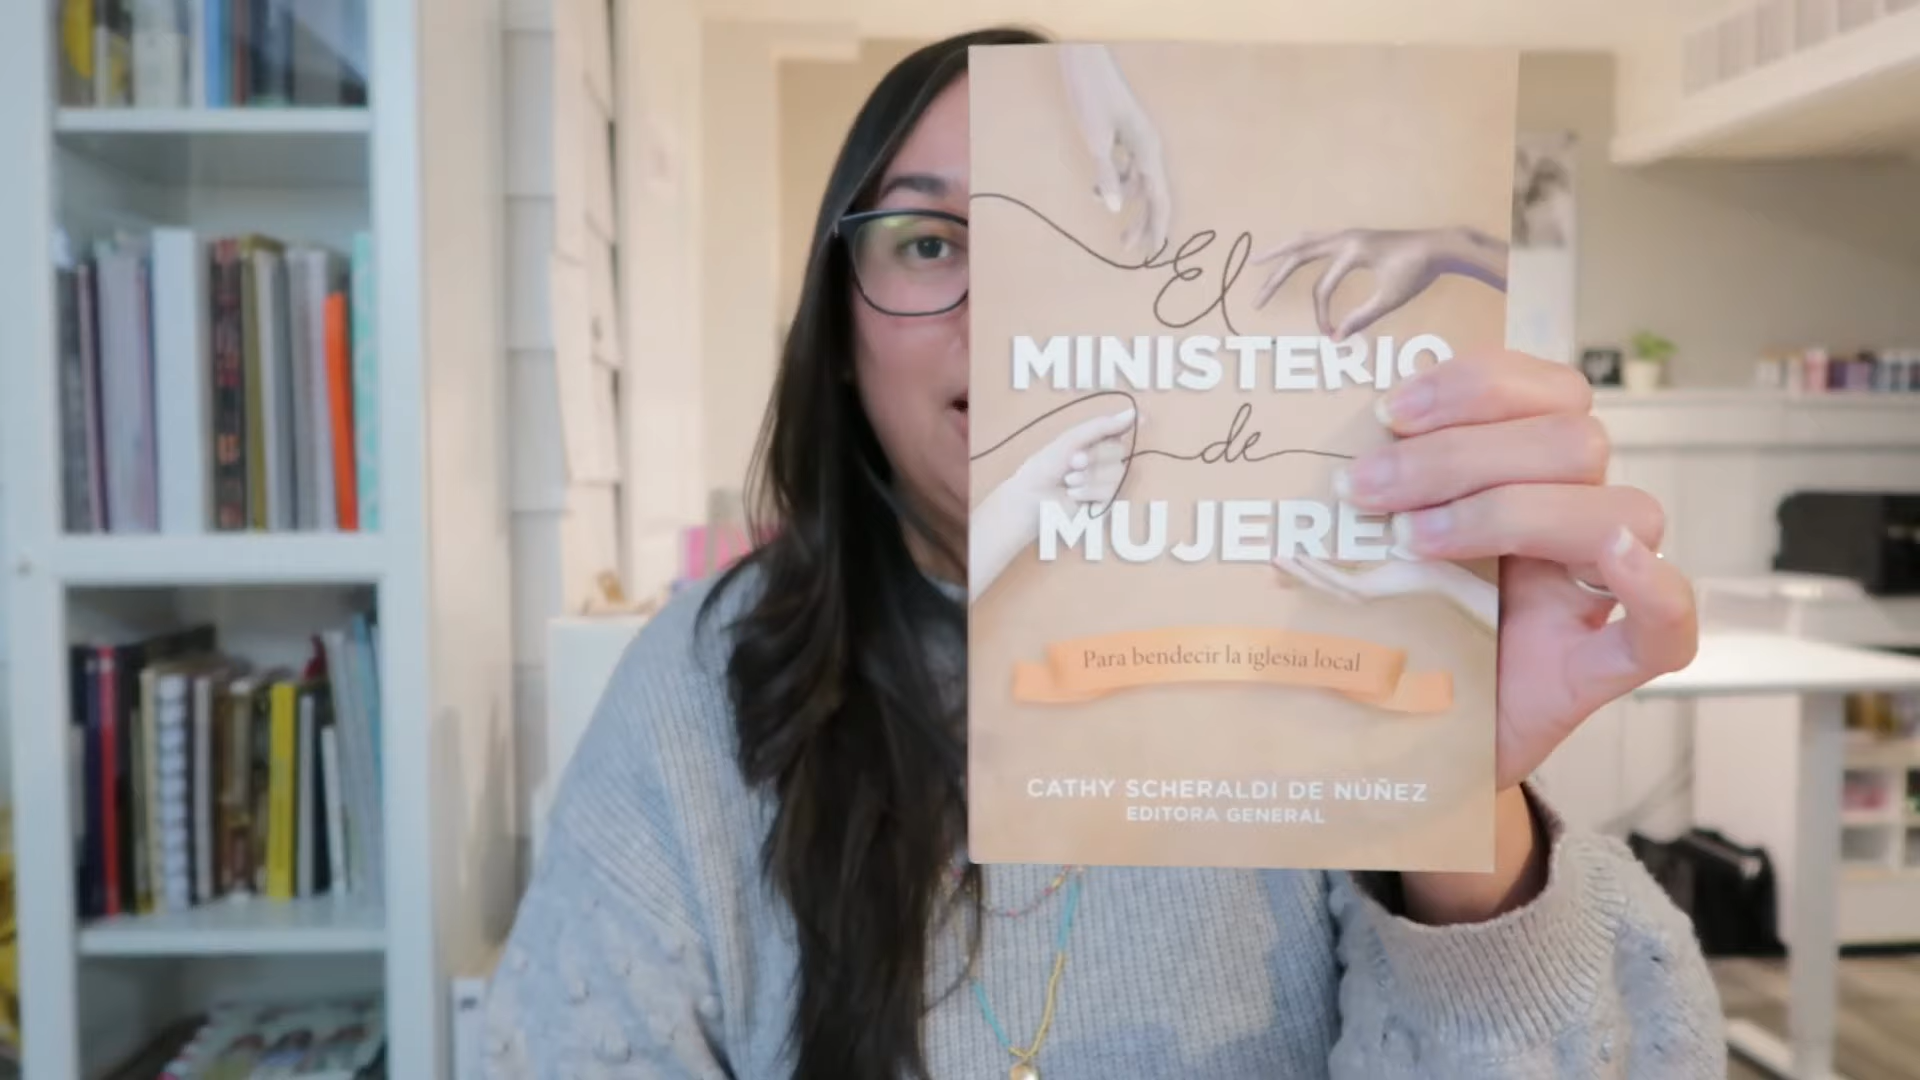 El
MINISTERIO
de
MUJERES
Para bendecir la iglesia local
CATHY SCHERALDI DE NÚÑEZ
EDITORA GENERAL